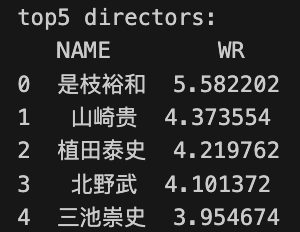 top5 directors:
NAME WR
0 是枝裕和 5.582202
1 山崎貴 4.373554
2 植田泰史 4.219762
3 北野武 4.101372
4 三池崇史 3.954674